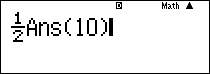 D Math ▲
½Ans(10)